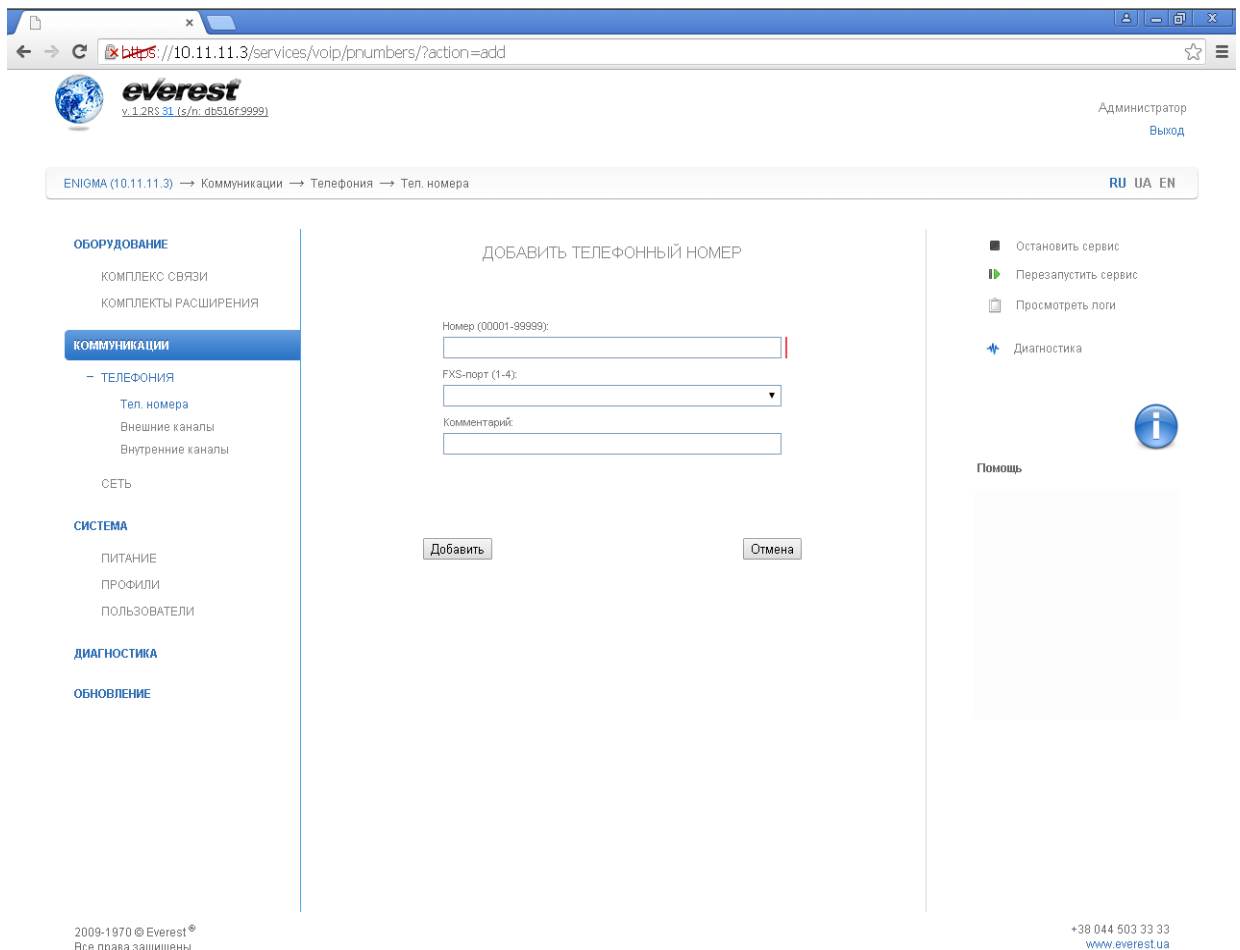 https://10.11.11.3/services/voip/pnumbers/?action=add
everest
v. 1.2RS 31 (s/n: db516f:9999)
Администратор
Выход
ENIGMA (10.11.11.3) → Коммуникации → Телефония → Тел. номера
RU UA EN
ОБОРУДОВАНИЕ
КОМПЛЕКС СВЯЗИ
КОМПЛЕКТЫ РАСШИРЕНИЯ
КОММУНИКАЦИИ
– ТЕЛЕФОНИЯ
Тел. номера
Внешние каналы
Внутренние каналы
СЕТЬ
СИСТЕМА
ПИТАНИЕ
ПРОФИЛИ
ПОЛЬЗОВАТЕЛИ
ДИАГНОСТИКА
ОБНОВЛЕНИЕ
ДОБАВИТЬ ТЕЛЕФОННЫЙ НОМЕР
Номер (00001-99999):
FXS-порт (1-4):
Комментарий:
Добавить
Отмена
Остановить сервис
Перезапустить сервис
Просмотреть логи
Диагностика
Помощь
2009-1970 © Everest ®
Все права защищены
+38 044 503 33 33
www.everest.ua